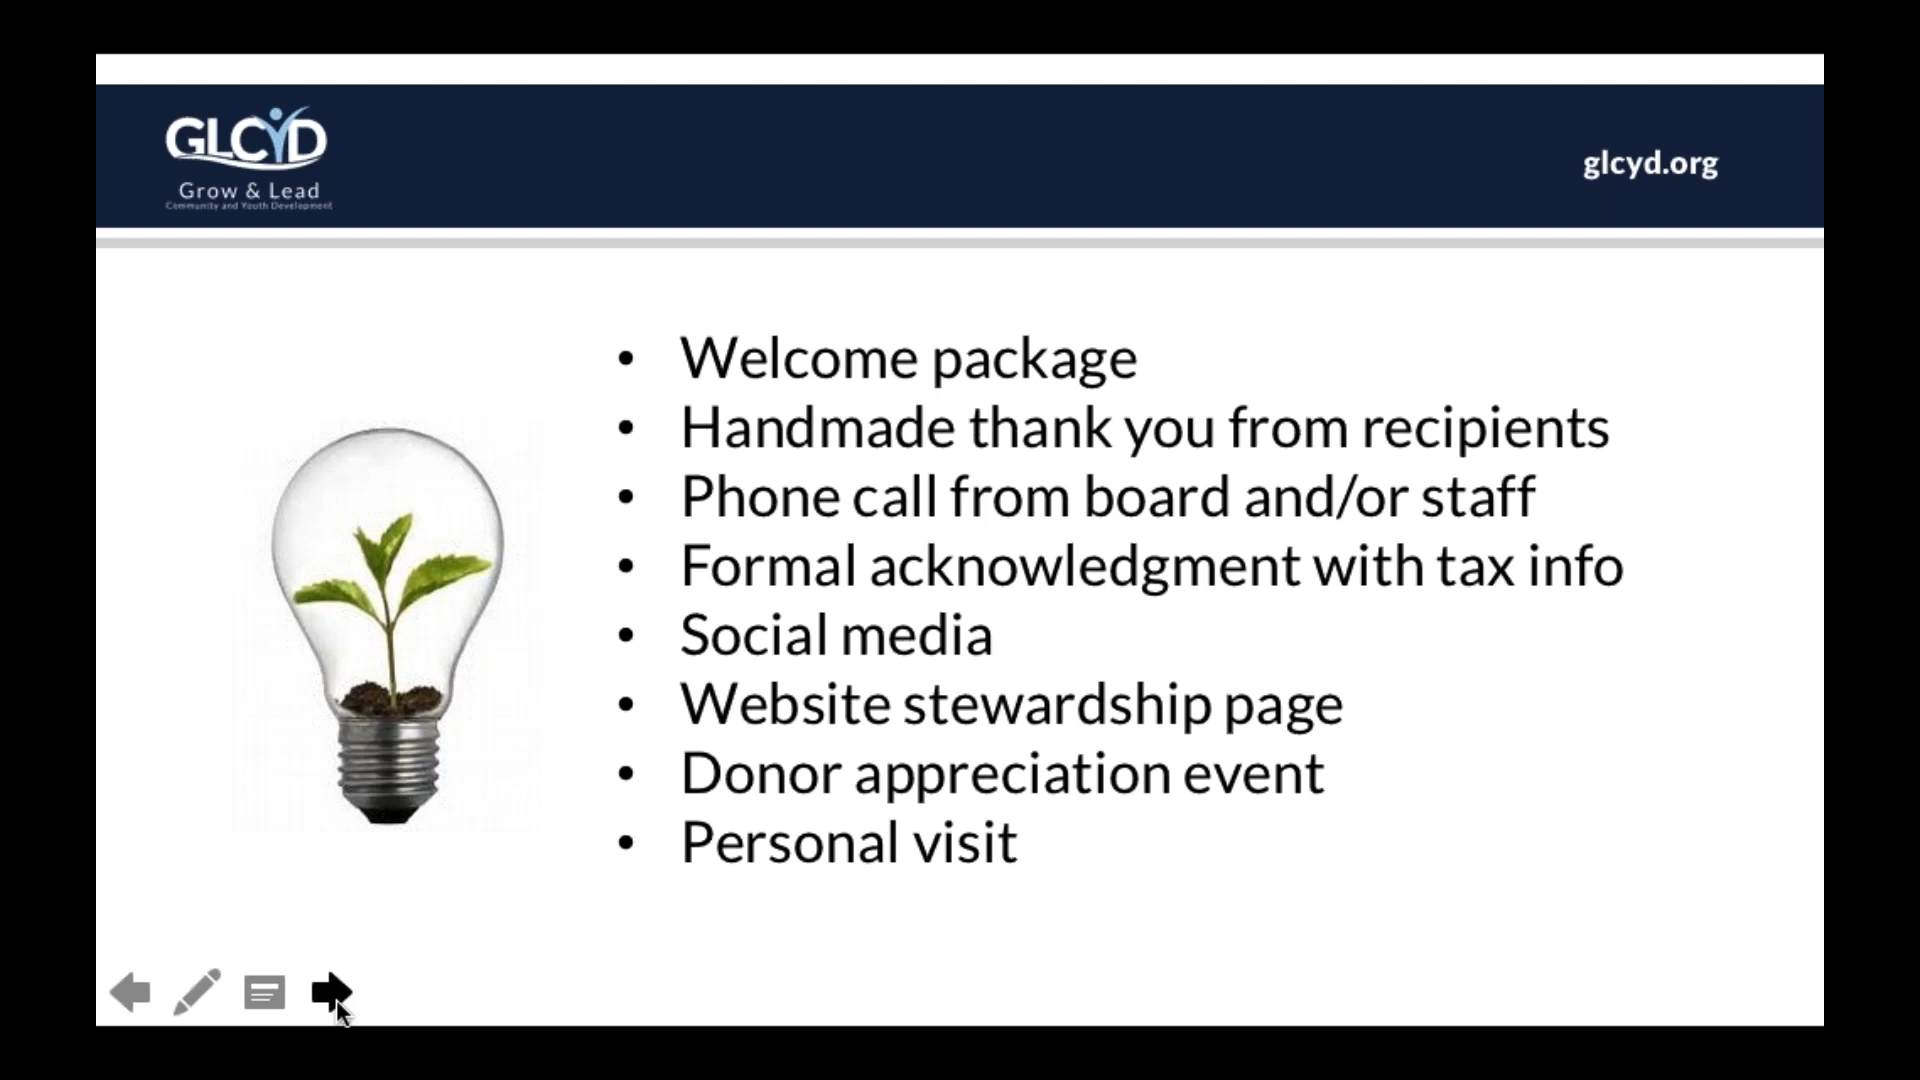 GLCYD
Grow & Lead
Community and Youth Development
glcyd.org
• Welcome package
• Handmade thank you from recipients
• Phone call from board and/or staff
• Formal acknowledgment with tax info
• Social media
• Website stewardship page
• Donor appreciation event
• Personal visit